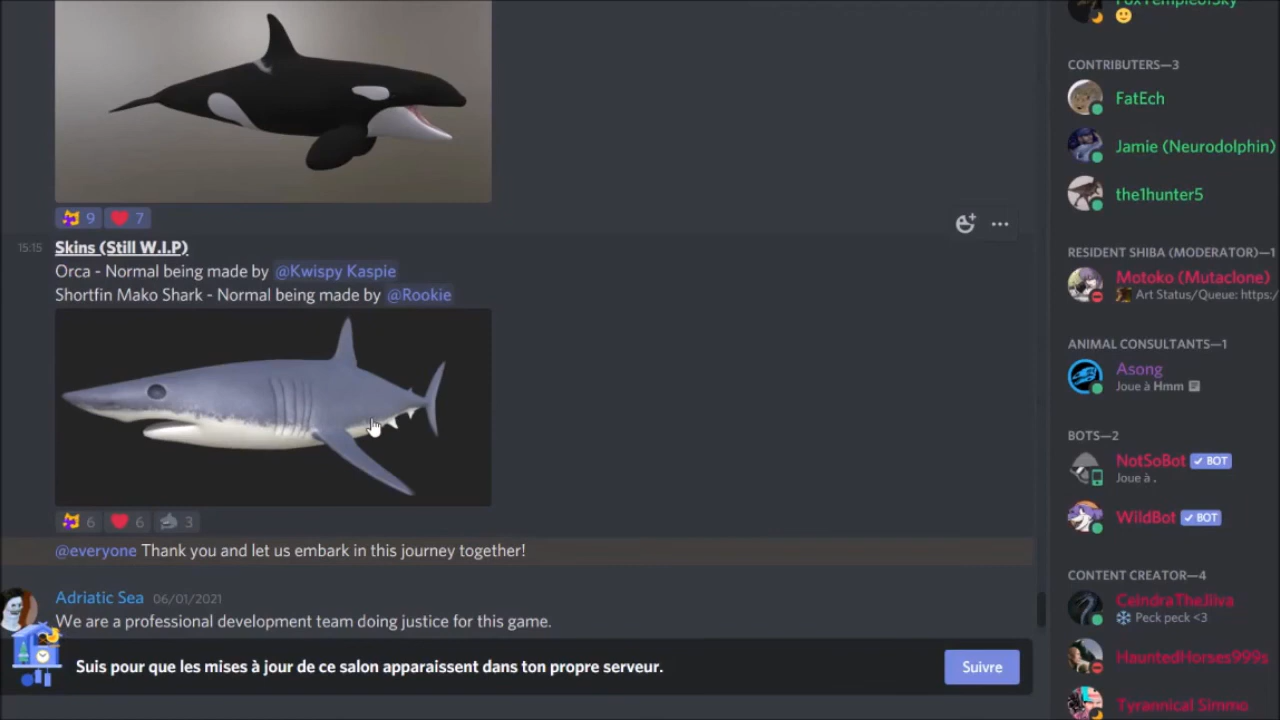 FoxTempleofSky
CONTRIBUTERS—3
FatEch
Jamie (Neurodolphin)
the1hunter5
RESIDENT SHIBA (MODERATOR)—1
Motoko (Mutaclone)
Art Status/Queue: https:/
ANIMAL CONSULTANTS—1
Asong
Joue à Hmm
BOTS—2
NotSoBot BOT
Joue à .
WildBot BOT
CONTENT CREATOR—4
CeindraTheJiiva
Peck peck <3
HauntedHorses999s
Tyrannical Simmo
9 7
15:15 Skins (Still W.I.P)
Orca - Normal being made by @Kwispy Kaspie
Shortfin Mako Shark - Normal being made by @Rookie
6 6 3
@everyone Thank you and let us embark in this journey together!
Adriatic Sea 06/01/2021
We are a professional development team doing justice for this game.
Suis pour que les mises à jour de ce salon apparaissent dans ton propre serveur.
Suivre